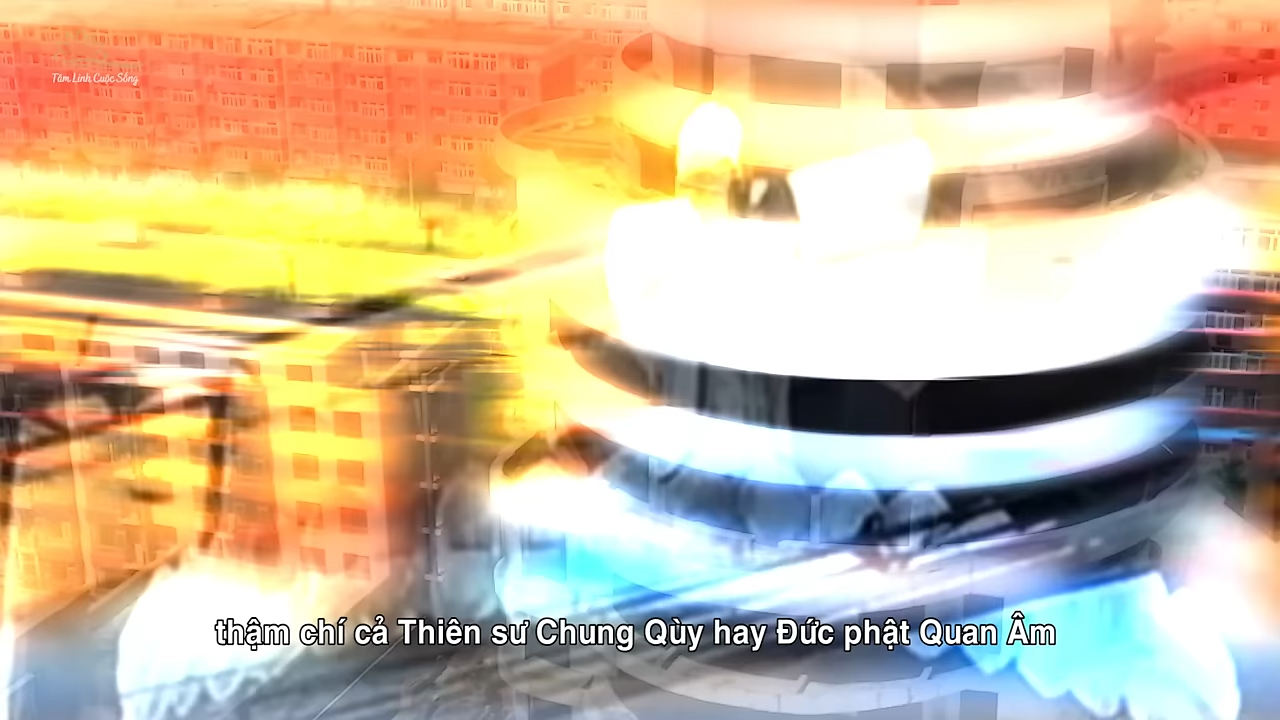 Tâm Linh Cuộc Sống
thậm chí cả Thiên sư Chung Qùy hay Đức phật Quan Âm